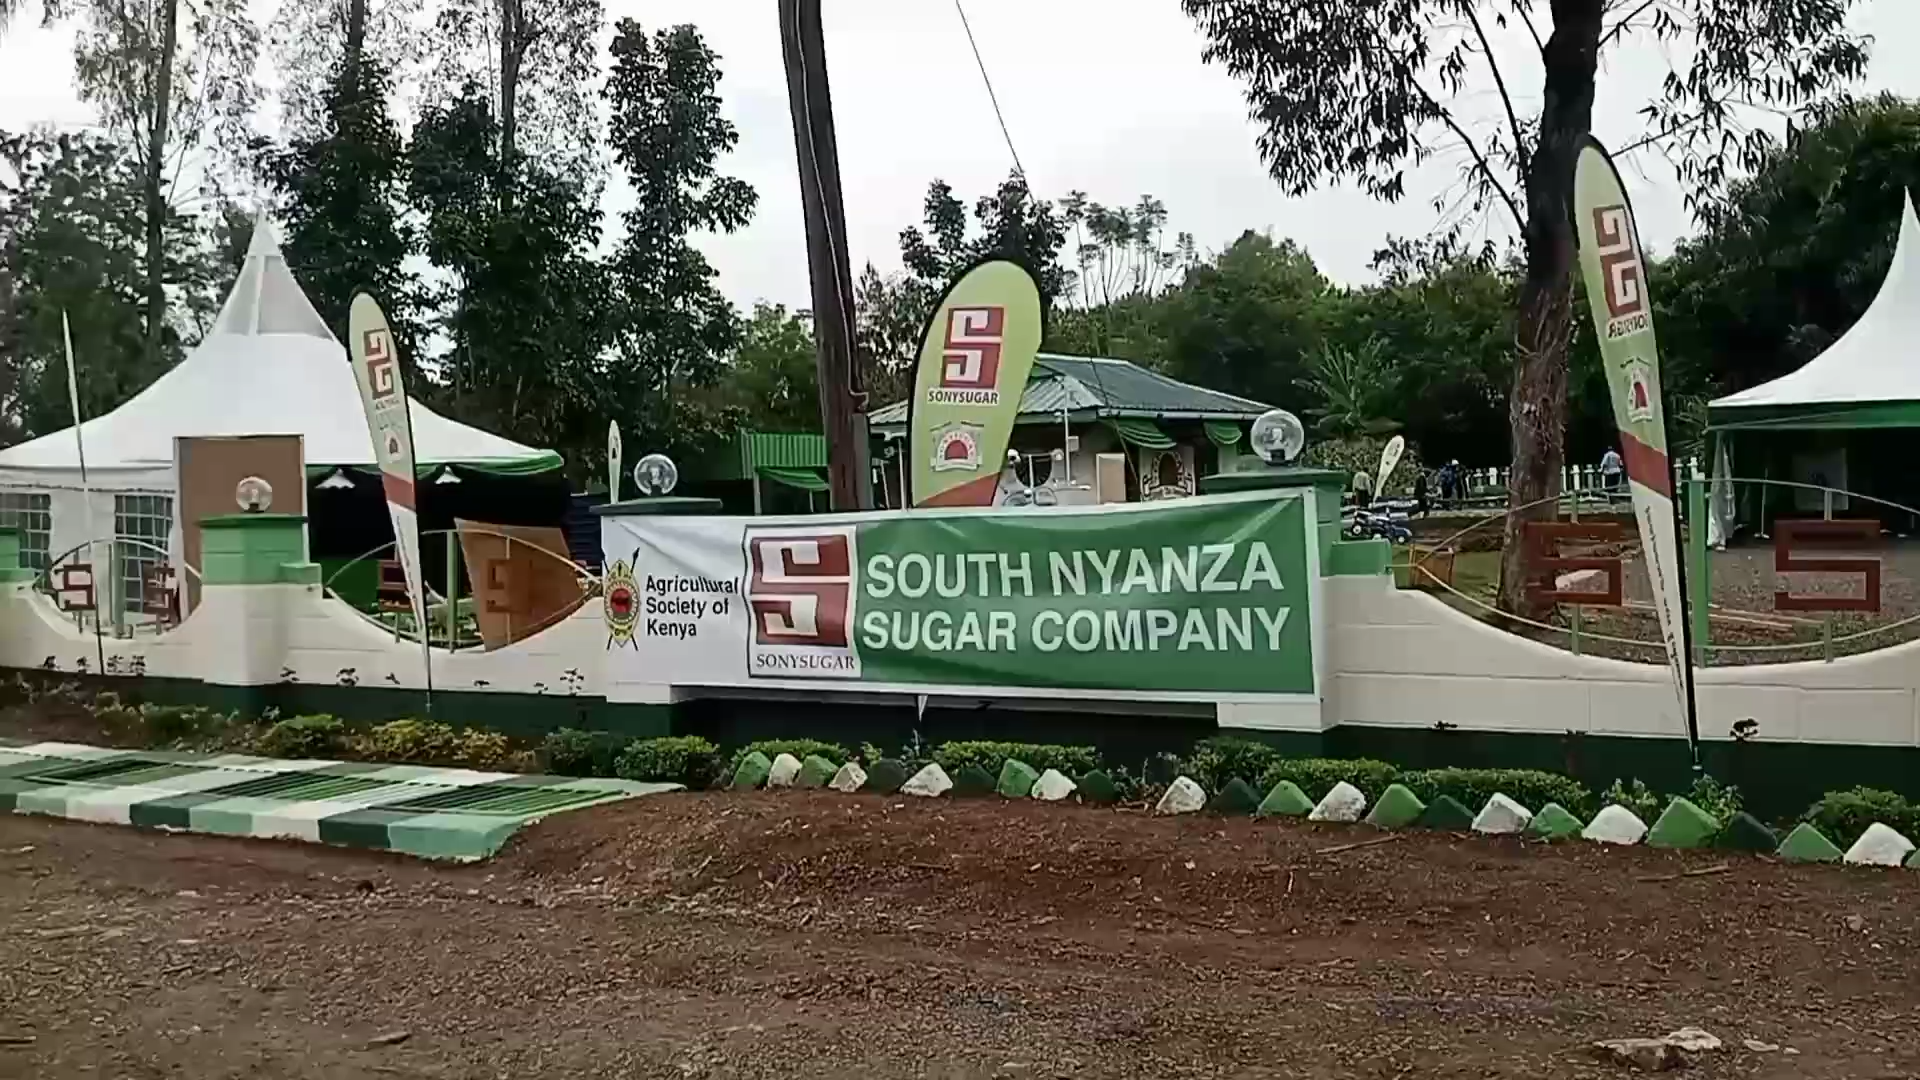 SONYSUGAR
Agricultural
Society of
Kenya
S
SONYSUGAR
SOUTH NYANZA
SUGAR COMPANY